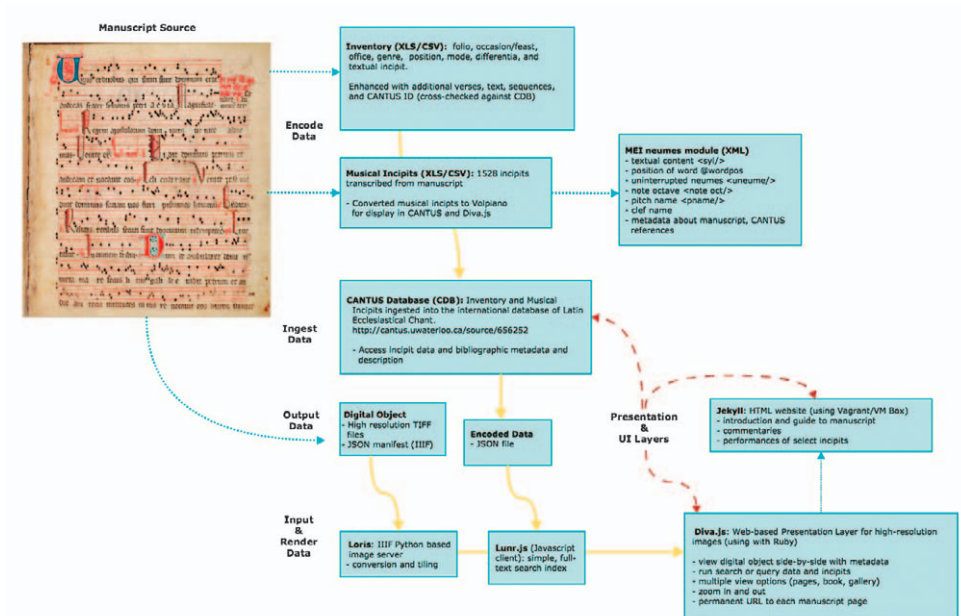 Manuscript Source
Inventory (XLS/CSV): folio, occasion/feast,
office, genre, position, mode, differentia, and
textual incipit.
Enhanced with additional verses, text, sequences,
and CANTUS ID (cross-checked against CDB)
Encode
Data
Musical Incipits (XLS/CSV): 1528 incipits
transcribed from manuscript
- Converted musical incipits to Volpiano
for display in CANTUS and Diva.js
MEI neumes module (XML)
- textual content <syl/>
- position of word @wordpos
- uninterrupted neumes <uneume/>
- note octave <note oct/>
- pitch name <pname/>
- clef name
- metadata about manuscript, CANTUS
references
CANTUS Database (CDB): Inventory and Musical
Incipits ingested into the international database of Latin
Ecclesiastical Chant.
http://cantus.uwaterloo.ca/source/656252
- Access incipit data and bibliographic metadata and
description
Ingest
Data
Output
Data
Digital Object
- High resolution TIFF
files
- JSON manifest (IIIF)
Encoded Data
- JSON file
Presentation
&
UI Layers
Jekyll: HTML website (using Vagrant/VM Box)
- introduction and guide to manuscript
- commentaries
- performances of select incipits
Input
&
Render
Data
Loris: IIIF Python based
image server
- conversion and tiling
Lunr.js (Javascript
client): simple, full-
text search index
Diva.js: Web-based Presentation Layer for high-resolution
images (using with Ruby)
- view digital object side-by-side with metadata
- run search or query data and incipits
- multiple view options (pages, book, gallery)
- zoom in and out
- permanent URL to each manuscript page